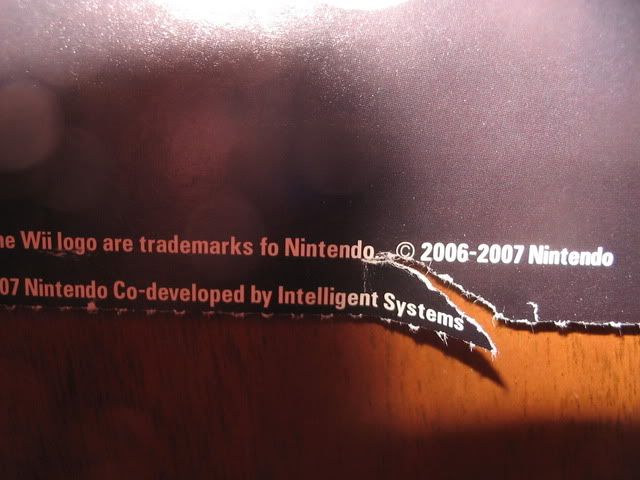 he Wii logo are trademarks fo Nintendo. © 2006-2007 Nintendo
07 Nintendo Co-developed by Intelligent Systems